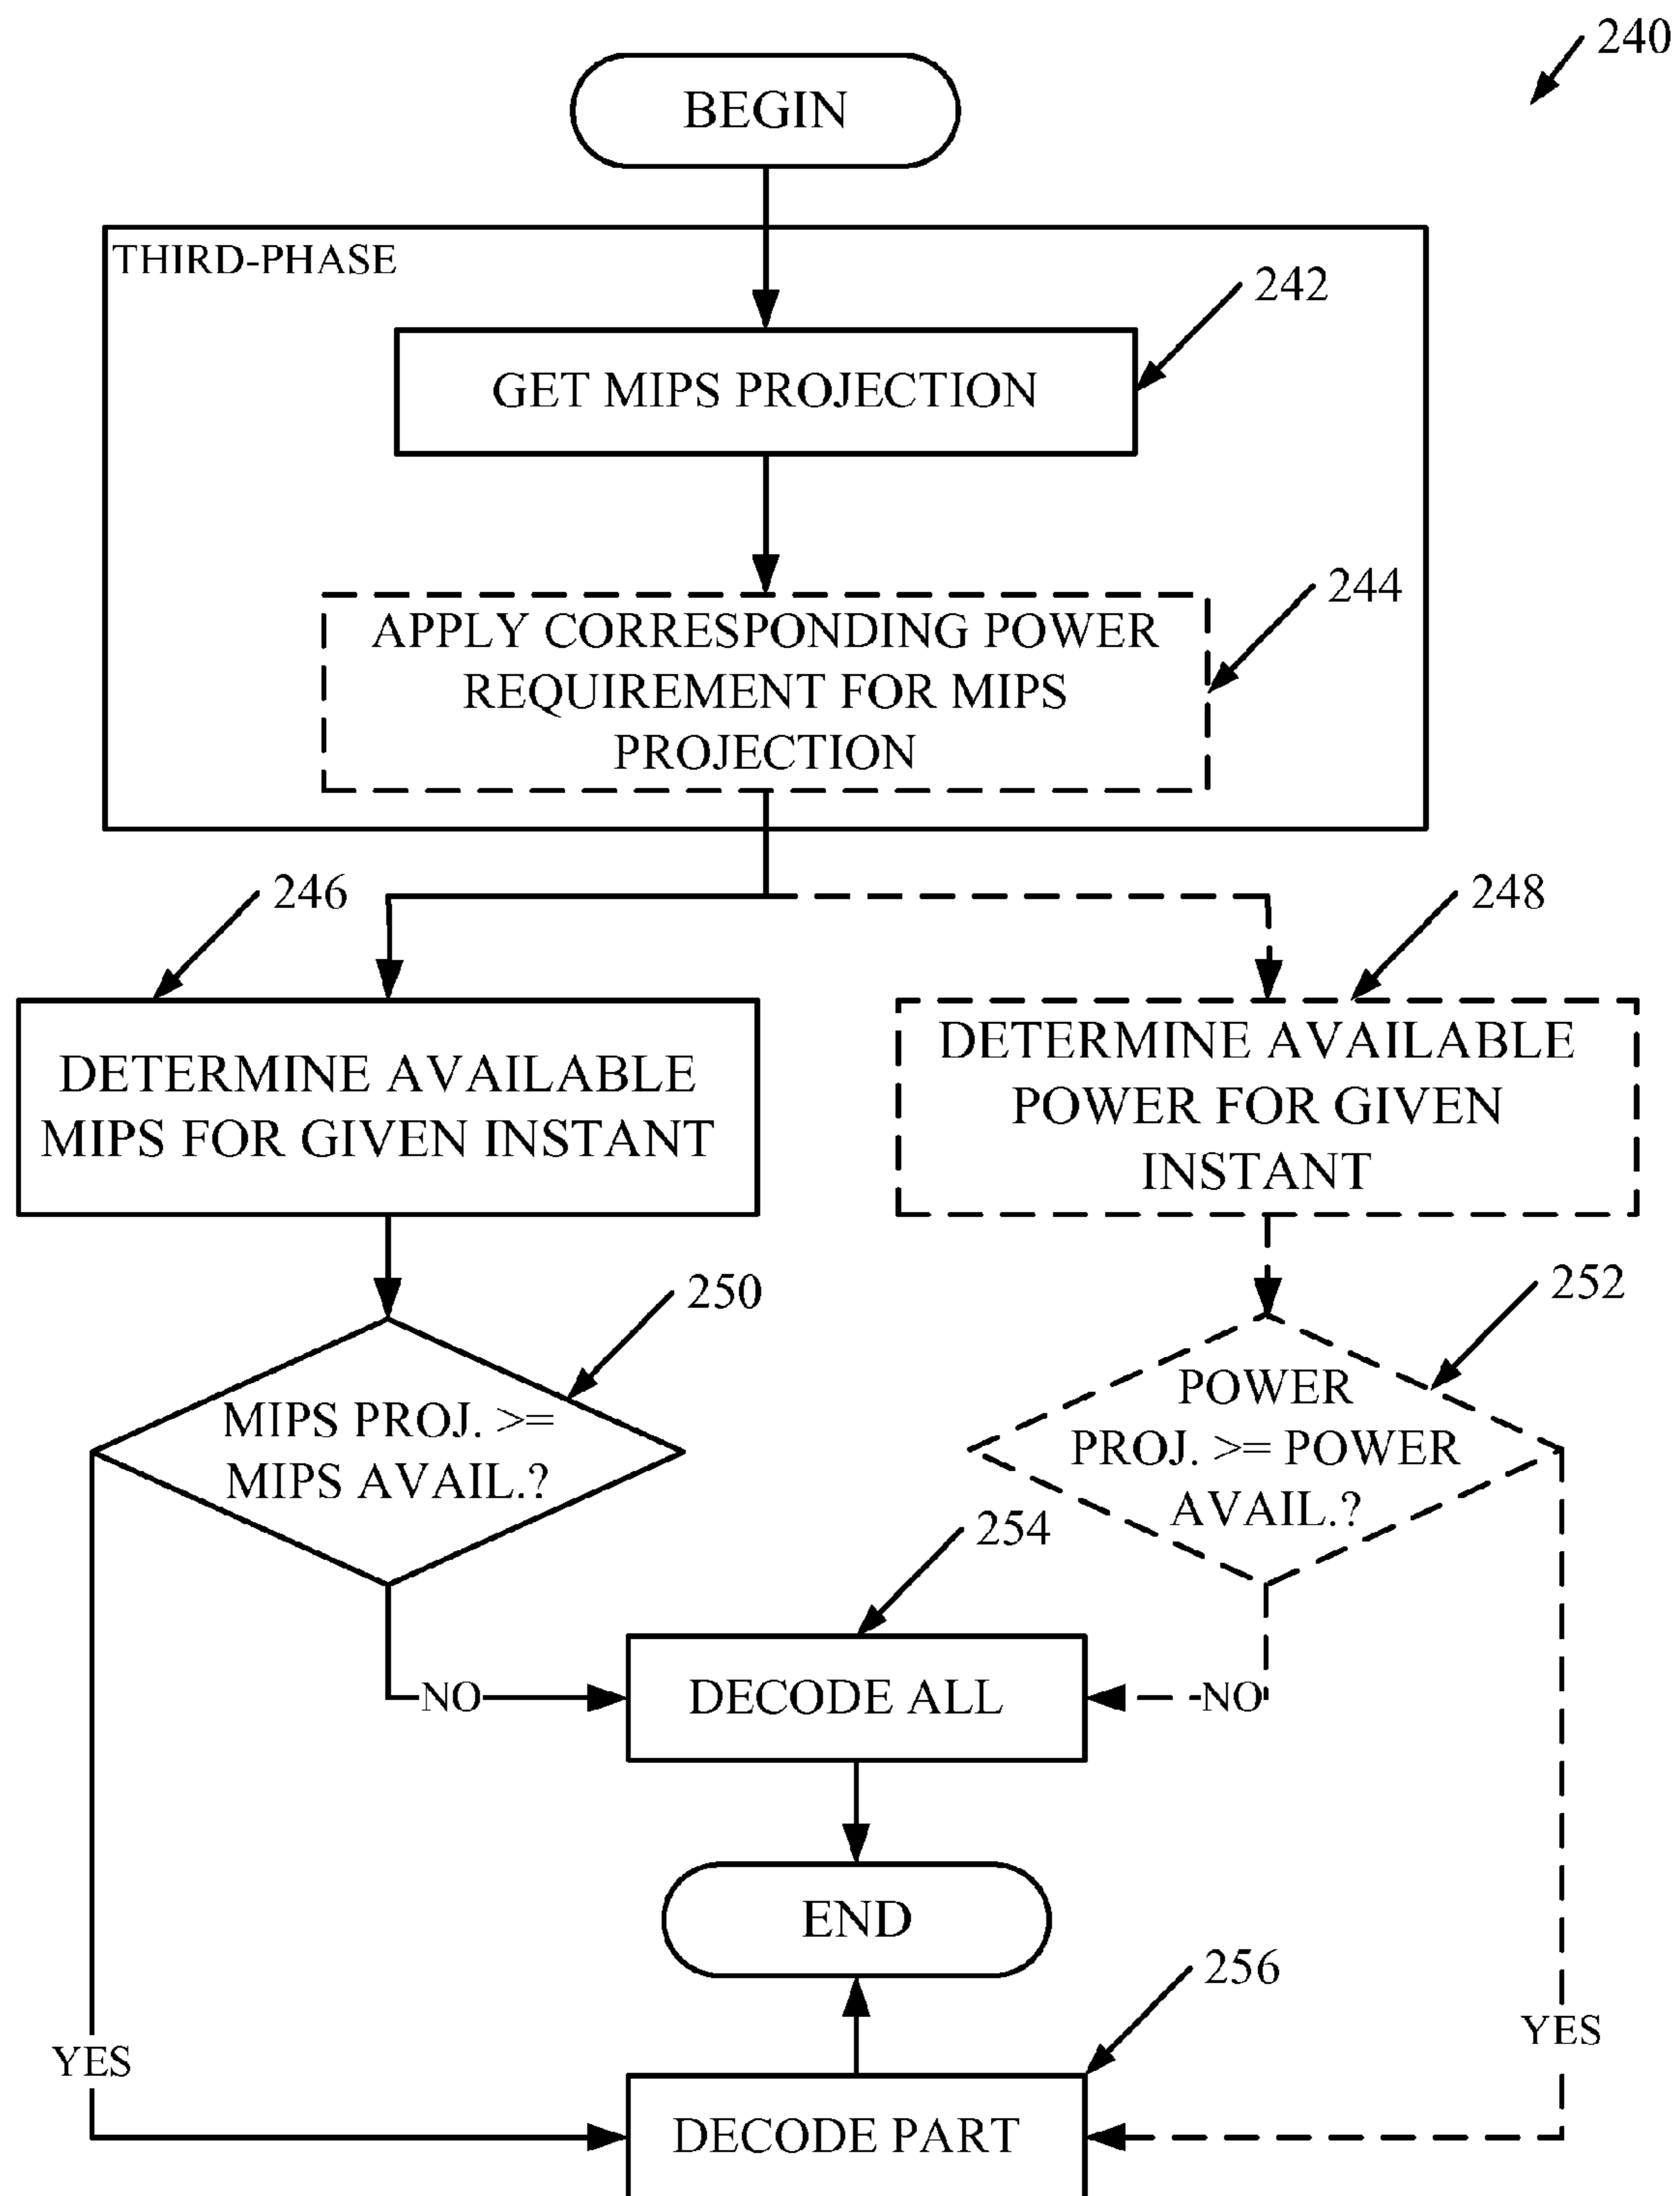 240
BEGIN
THIRD-PHASE
242
GET MIPS PROJECTION
244
APPLY CORRESPONDING POWER
REQUIREMENT FOR MIPS
PROJECTION
246
248
DETERMINE AVAILABLE
MIPS FOR GIVEN INSTANT
DETERMINE AVAILABLE
POWER FOR GIVEN
INSTANT
250
252
MIPS PROJ. >=
MIPS AVAIL.?
POWER
PROJ. >= POWER
AVAIL.?
254
NO
DECODE ALL
NO
END
256
YES
YES
DECODE PART